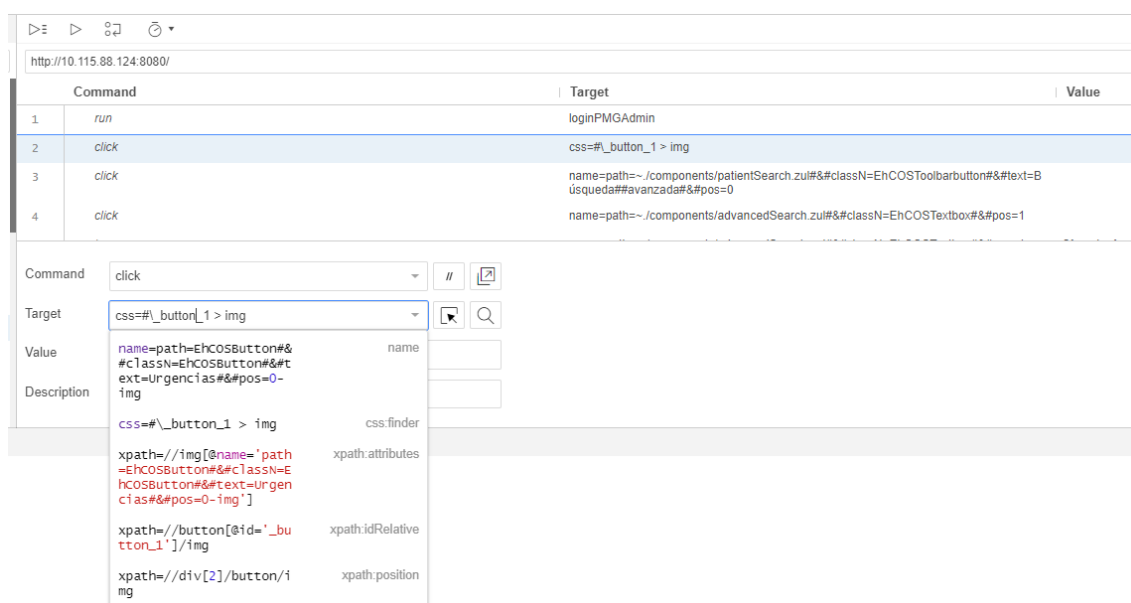 http://10.115.88.124:8080/
Command Target Value
1 run loginPMGAdmin
2 click css=#\_button_1 > img
3 click name=path=~./components/patientSearch.zul#&#classN=EhCOSToolbarbutton#&#text=B
úsqueda##avanzada#&#pos=0
4 click name=path=~./components/advancedSearch.zul#&#classN=EhCOSTextbox#&#pos=1
Command click //
Target css=#\_button_1 > img
Value
Description
name=path=EhCOSButton#& name
#classN=EhCOSButton#&#t
ext=Urgencias#&#pos=0-
img
css=#\_button_1 > img css:finder
xpath=//img[@name='path xpath:attributes
=EhCOSButton#&#classN=E
hCOSButton#&#text=Urgen
cias#&#pos=0-img']
xpath=//button[@id='_bu xpath:idRelative
tton_1']/img
xpath=//div[2]/button/i xpath:position
mg